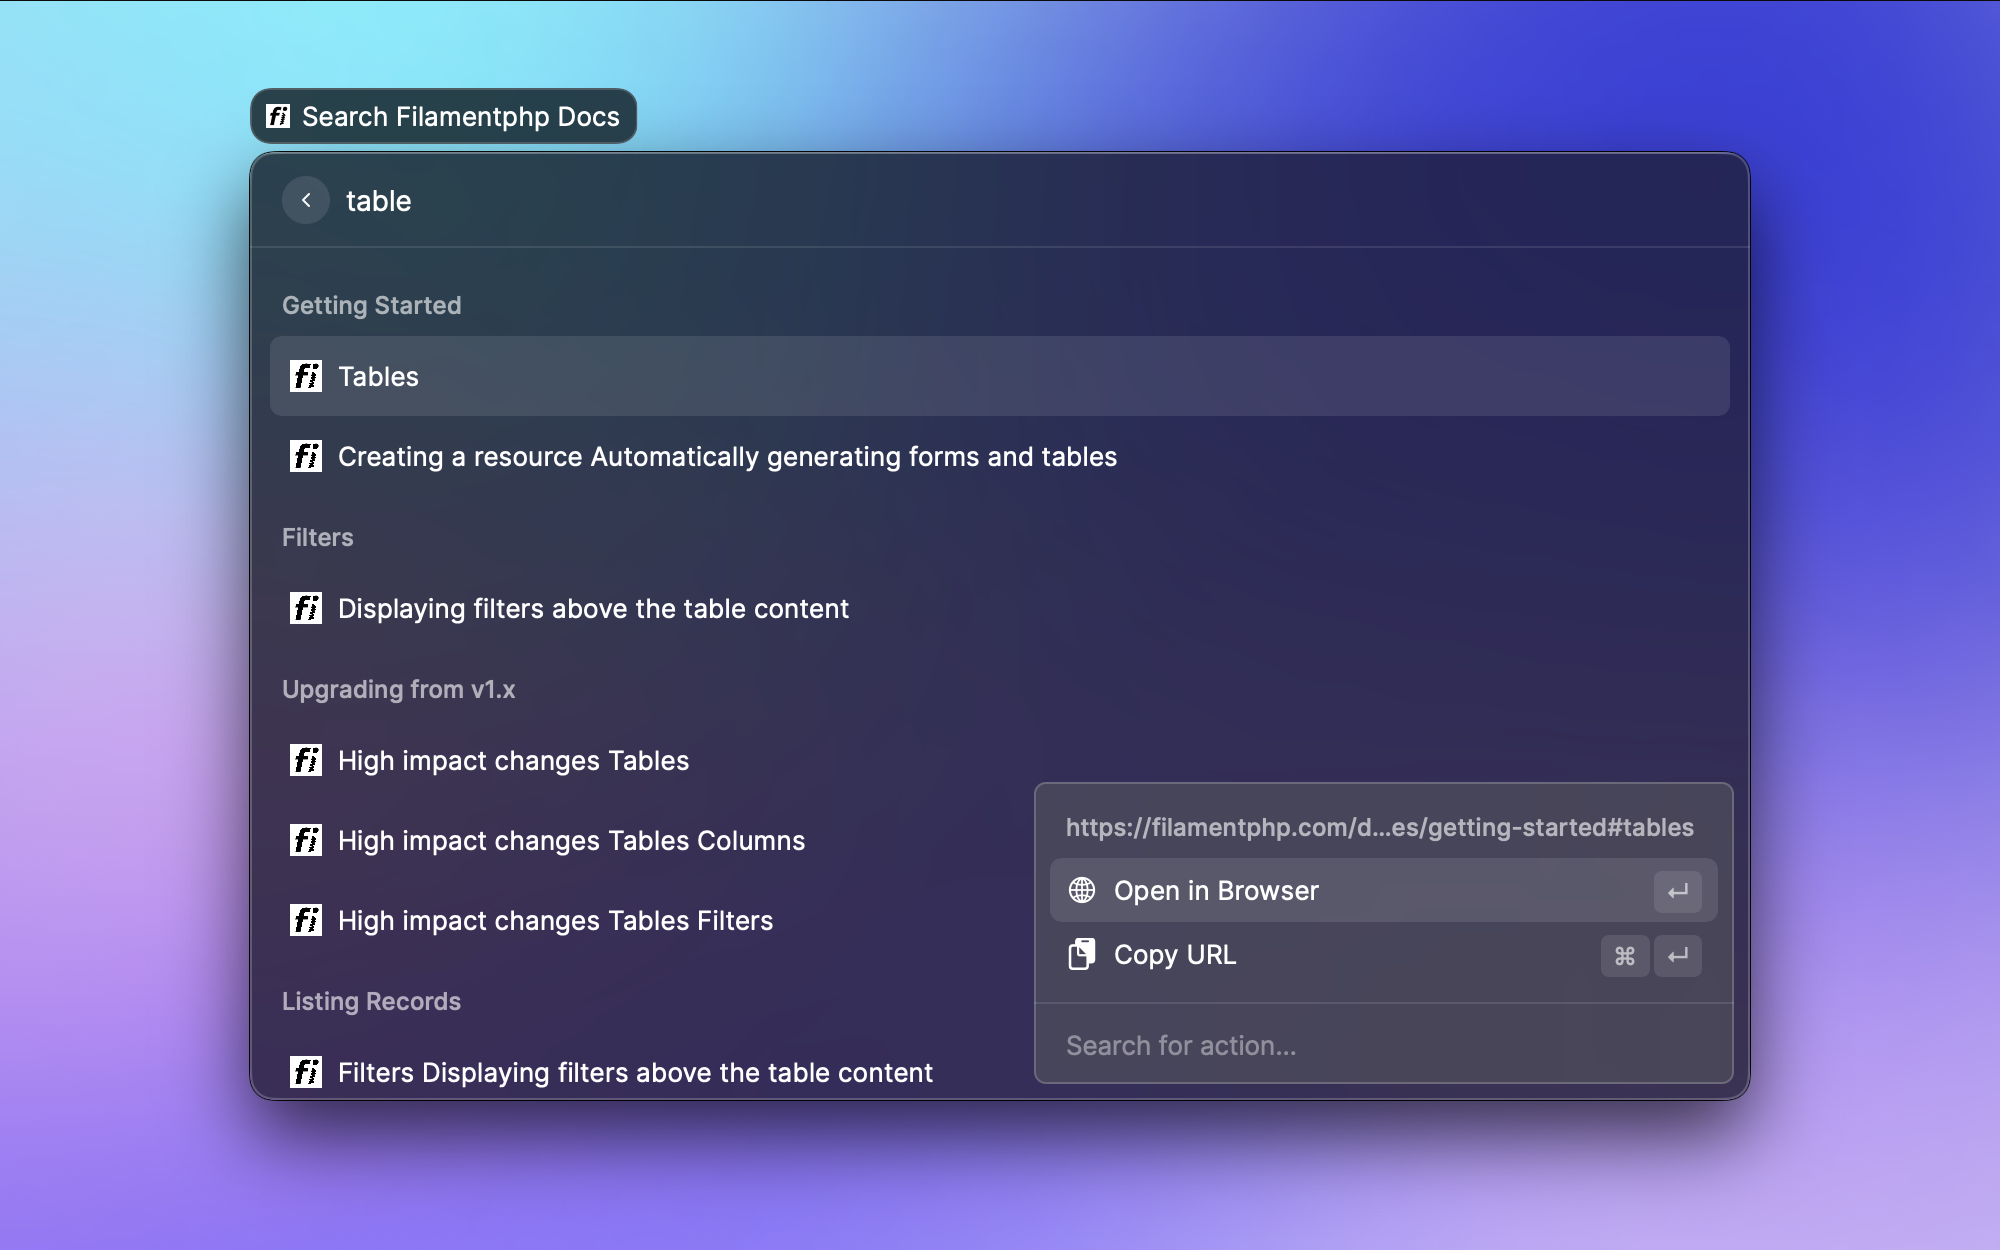 fi Search Filamentphp Docs
table
Getting Started
fi Tables
fi Creating a resource Automatically generating forms and tables
Filters
fi Displaying filters above the table content
Upgrading from v1.x
fi High impact changes Tables
fi High impact changes Tables Columns
fi High impact changes Tables Filters
Listing Records
fi Filters Displaying filters above the table content
https://filamentphp.com/d...es/getting-started#tables
Open in Browser ↵
Copy URL ⌘ ↵
Search for action...